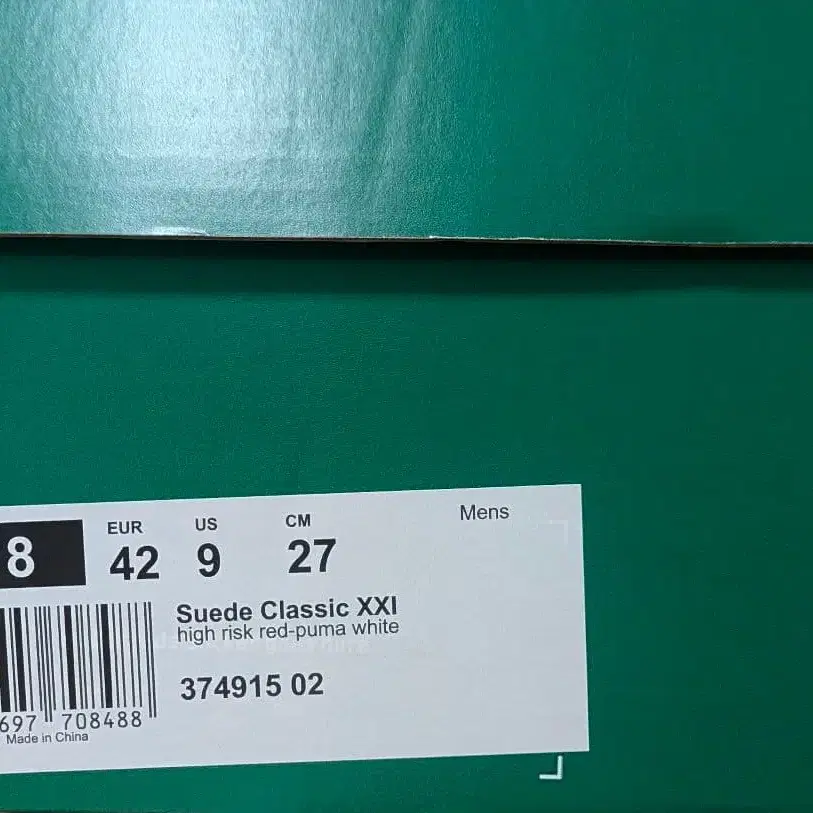 EUR US CM Mens
8 42 9 27
Suede Classic XXI
high risk red-puma white
374915 02
697 708488
Made in China